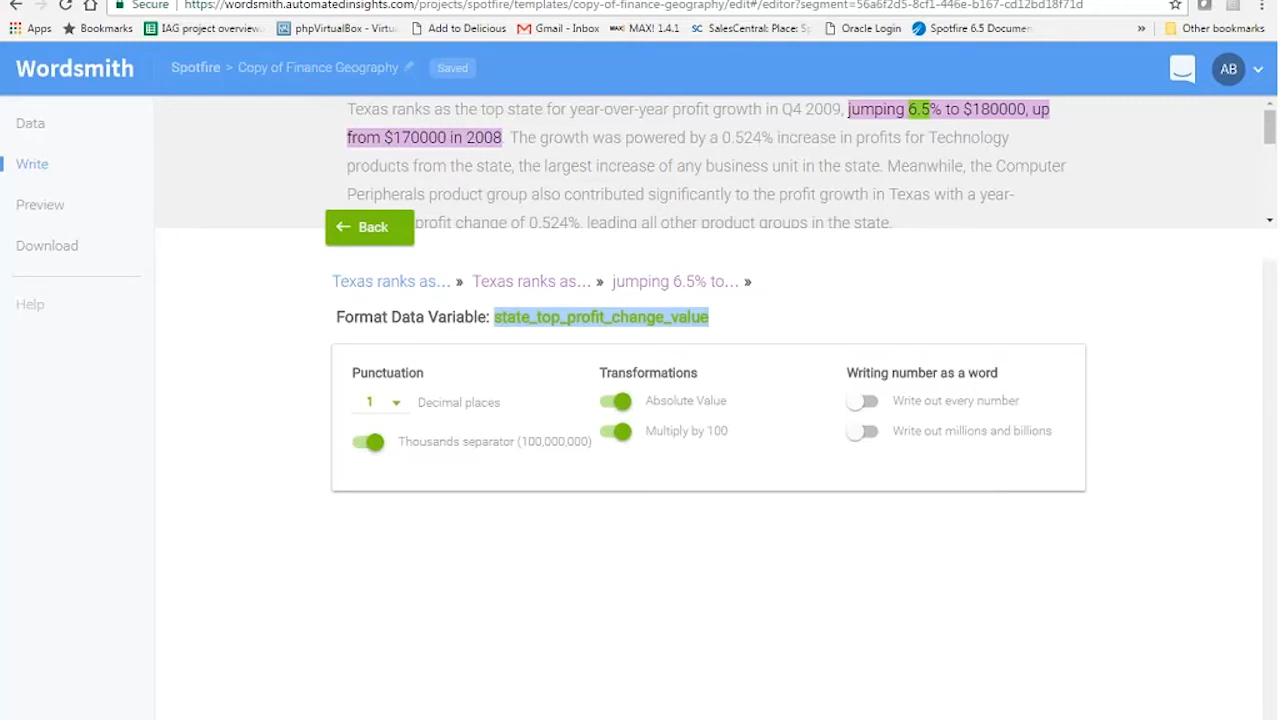 Secure https://wordsmith.automatedinsights.com/projects/spotfire/templates/copy-of-finance-geography/edit#/editor?segment=56a6f2d5-8cf1-446e-b167-cd12bd18f71d
Apps Bookmarks IAG project overview. phpVirtualBox - Virtu Add to Delicious Gmail - Inbox MAX! 1.4.1 SC SalesCentral: Place: Sp Oracle Login Spotfire 6.5 Documen » Other bookmarks
Wordsmith Spotfire > Copy of Finance Geography Saved AB
Data
Write
Preview
Download
Help
Texas ranks as the top state for year-over-year profit growth in Q4 2009, jumping 6.5% to $180000, up
from $170000 in 2008. The growth was powered by a 0.524% increase in profits for Technology
products from the state, the largest increase of any business unit in the state. Meanwhile, the Computer
Peripherals product group also contributed significantly to the profit growth in Texas with a year-
profit change of 0.524%, leading all other product groups in the state.
← Back
Texas ranks as... » Texas ranks as... » jumping 6.5% to... »
Format Data Variable: state_top_profit_change_value
Punctuation Transformations Writing number as a word
1 Decimal places Absolute Value Write out every number
Thousands separator (100,000,000) Multiply by 100 Write out millions and billions